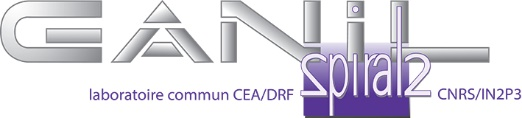 GANIL
Spiral2
laboratoire commun CEA/DRF CNRS/IN2P3